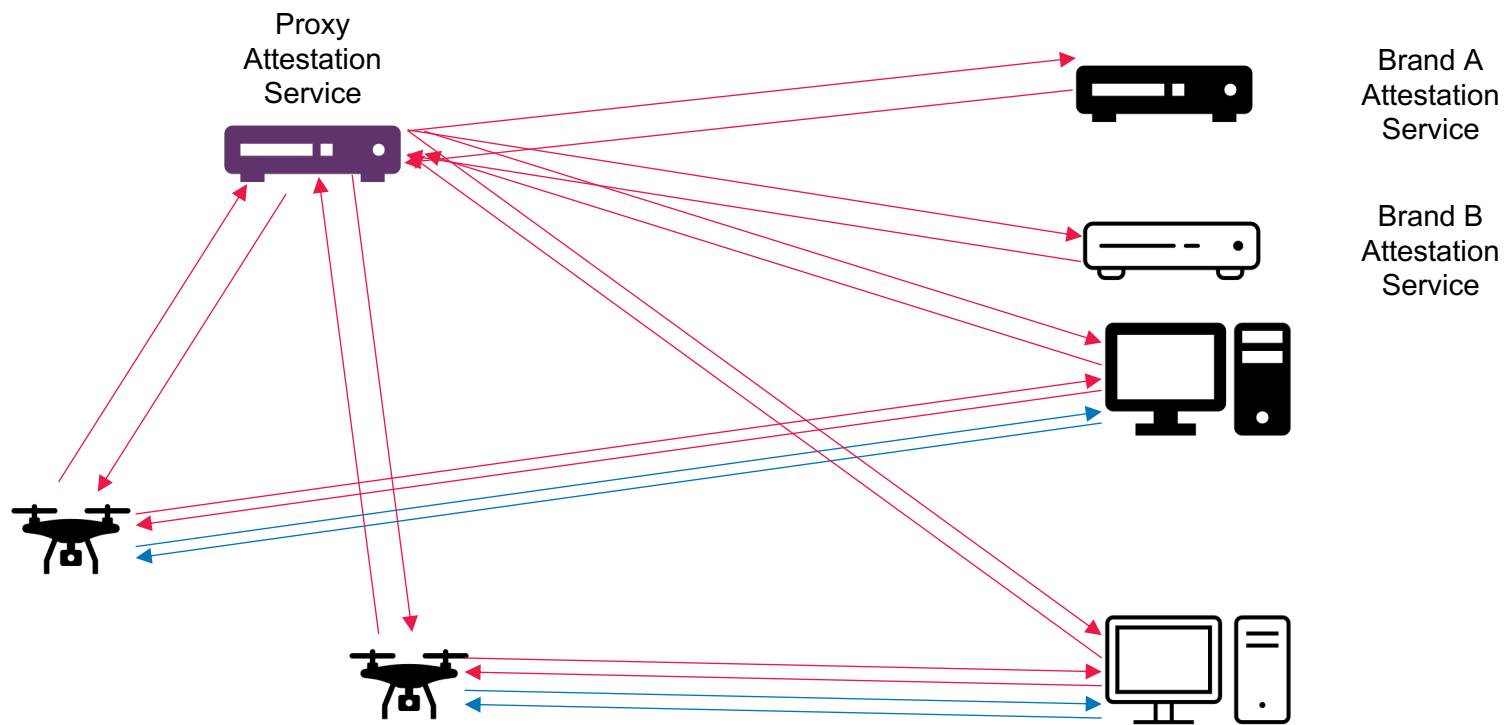 Proxy
Attestation
Service
Brand A
Attestation
Service
Brand B
Attestation
Service